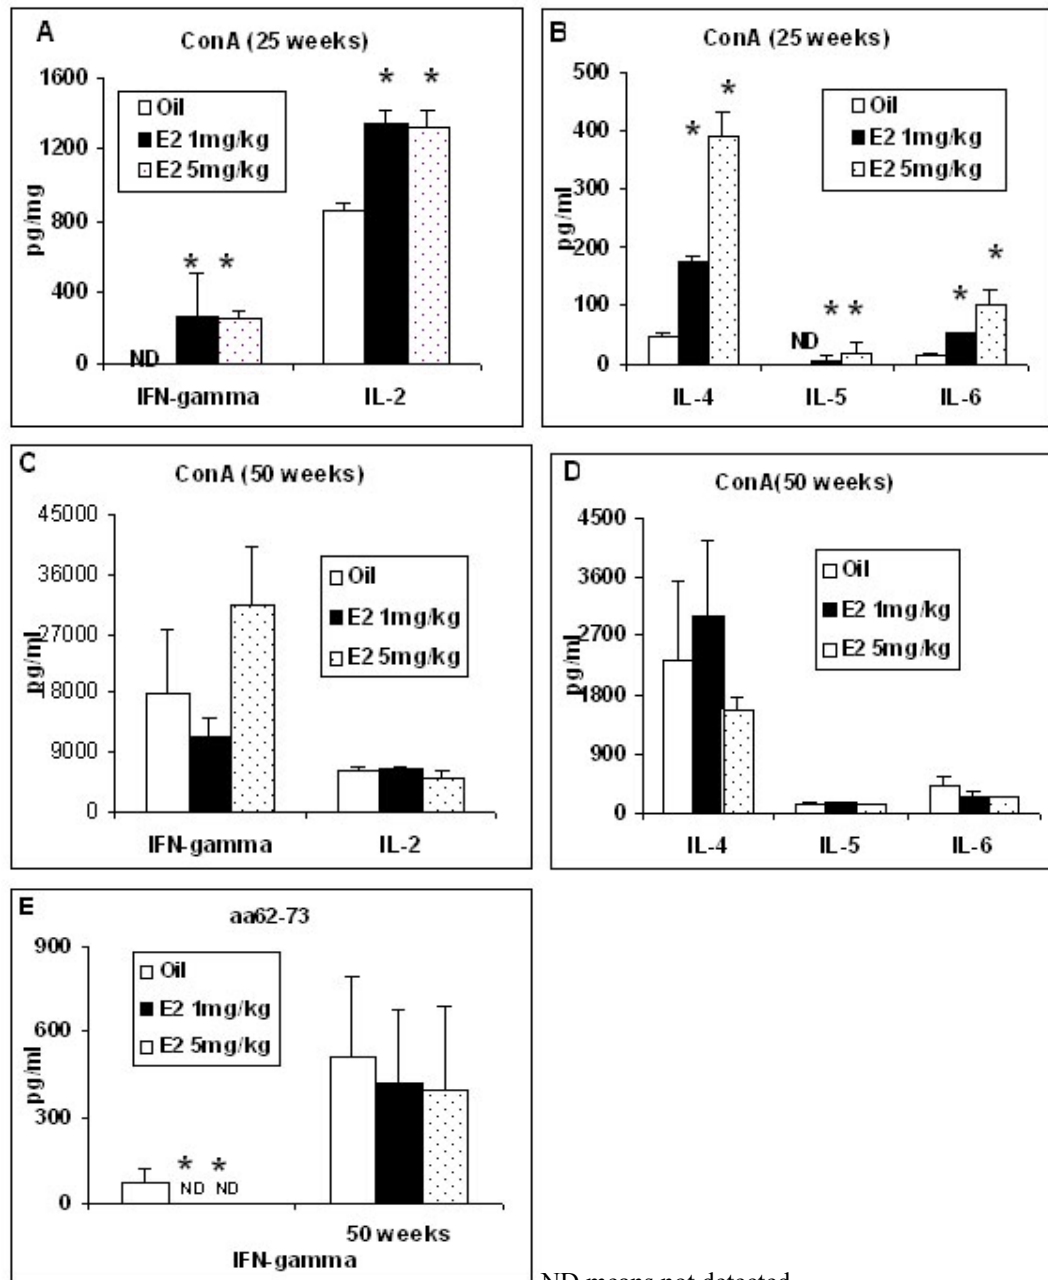 A
ConA (25 weeks)
pg/mg
1600
1200
800
400
0
Oil
E2 1mg/kg
E2 5mg/kg
* *
* *
ND
IFN-gamma IL-2
B
ConA (25 weeks)
pg/ml
500
400
300
200
100
0
Oil
E2 1mg/kg
E2 5mg/kg
* *
* *
* *
ND
IL-4 IL-5 IL-6
C
ConA (50 weeks)
pg/ml
45000
36000
27000
18000
9000
0
Oil
E2 1mg/kg
E2 5mg/kg
IFN-gamma IL-2
D
ConA(50 weeks)
pg/ml
4500
3600
2700
1800
900
0
Oil
E2 1mg/kg
E2 5mg/kg
IL-4 IL-5 IL-6
E
aa62-73
pg/ml
900
600
300
0
Oil
E2 1mg/kg
E2 5mg/kg
* *
ND ND
50 weeks
IFN-gamma
ND means not detected